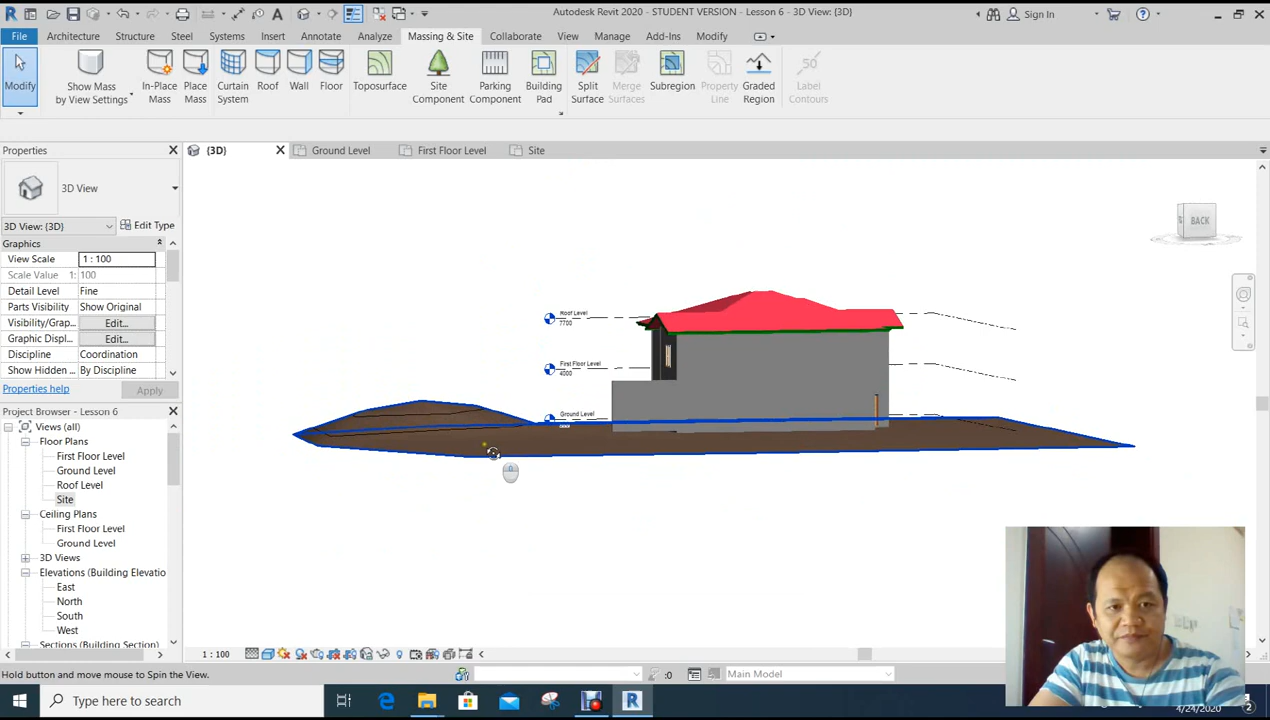 Autodesk Revit 2020 - STUDENT VERSION - Lesson 6 - 3D View: {3D}
Sign In
File Architecture Structure Steel Systems Insert Annotate Analyze Massing & Site Collaborate View Manage Add-Ins Modify
Modify
Show Mass
by View Settings
In-Place
Mass
Place
Mass
Curtain
System
Roof
Wall
Floor
Toposurface
Site
Component
Parking
Component
Building
Pad
Split
Surface
Merge
Surfaces
Subregion
Property
Line
Graded
Region
50
Label
Contours
Properties
{3D}
Ground Level
First Floor Level
Site
3D View
3D View: {3D}
Edit Type
Graphics
View Scale 1 : 100
Scale Value 1: 100
Detail Level Fine
Parts Visibility Show Original
Visibility/Grap... Edit...
Graphic Displ... Edit...
Discipline Coordination
Show Hidden By Discipline
Properties help
Apply
Project Browser - Lesson 6
Views (all)
Floor Plans
First Floor Level
Ground Level
Roof Level
Site
Ceiling Plans
First Floor Level
Ground Level
3D Views
Elevations (Building Elevatio
East
North
South
West
Sections (Building Section)
Roof Level
7700
First Floor Level
4000
Ground Level
BACK
1 : 100
Hold button and move mouse to Spin the View.
:0
Main Model
Type here to search
4/24/2020
2